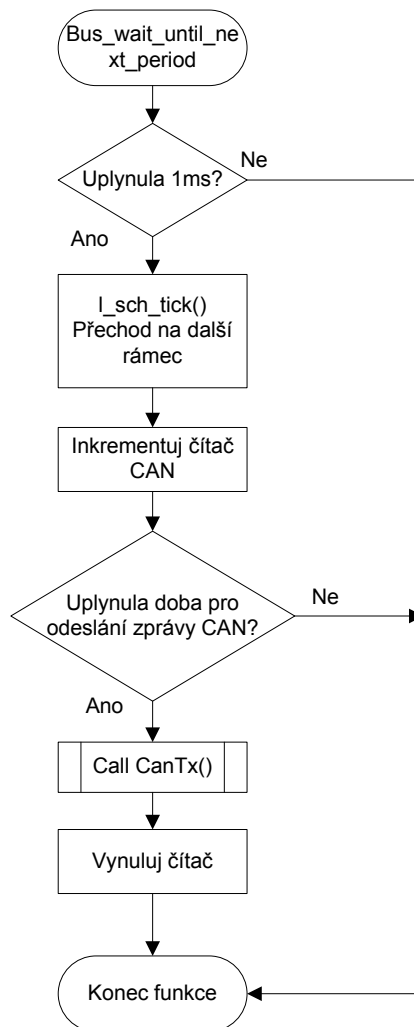 Bus_wait_until_ne
xt_period
Uplynula 1ms?
Ne
Ano
l_sch_tick()
Přechod na další
rámec
Inkrementuj čítač
CAN
Uplynula doba pro
odeslání zprávy CAN?
Ne
Ano
Call CanTx()
Vynuluj čítač
Konec funkce